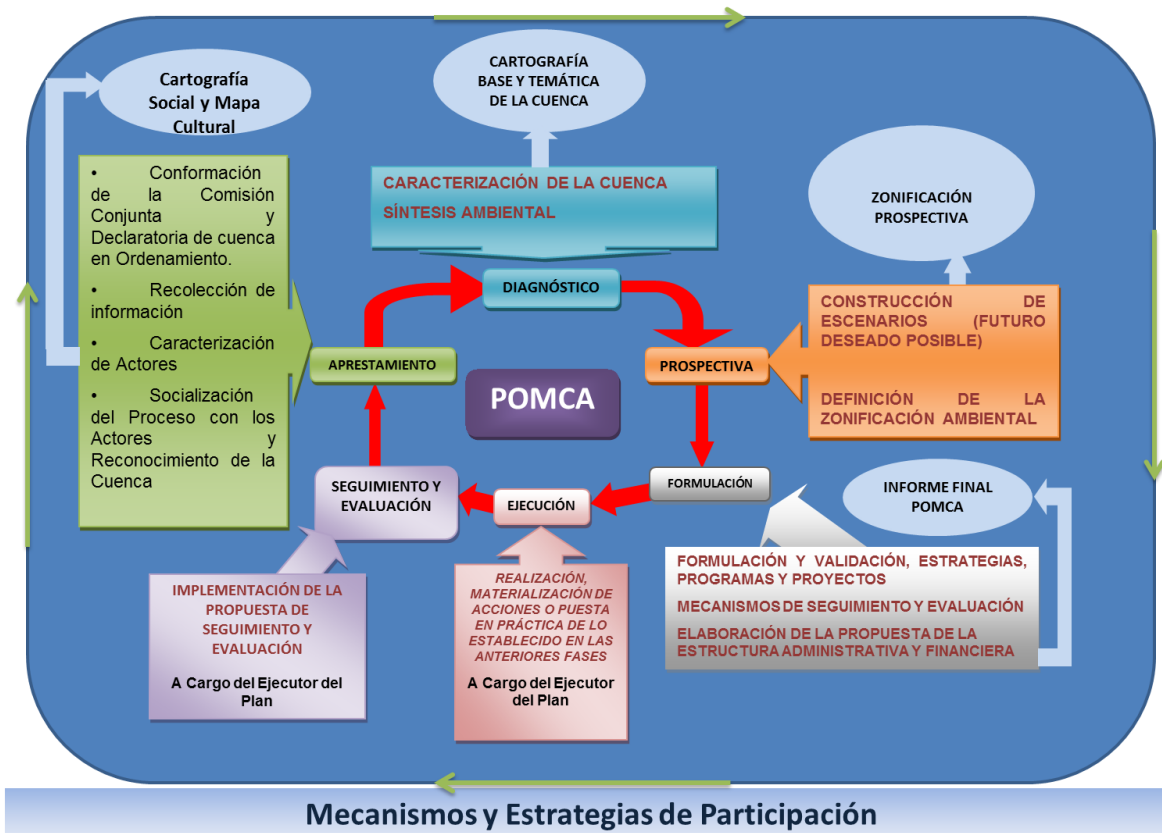 Cartografía
Social y Mapa
Cultural
CARTOGRAFÍA
BASE Y TEMÁTICA
DE LA CUENCA
ZONIFICACIÓN
PROSPECTIVA
• Conformación
de la Comisión
Conjunta y
Declaratoria de cuenca
en Ordenamiento.
• Recolección de
información
• Caracterización
de Actores
• Socialización
del Proceso con los
Actores y
Reconocimiento de la
Cuenca
CARACTERIZACIÓN DE LA CUENCA
SÍNTESIS AMBIENTAL
DIAGNÓSTICO
CONSTRUCCIÓN DE
ESCENARIOS (FUTURO
DESEADO POSIBLE)
DEFINICIÓN DE LA
ZONIFICACIÓN AMBIENTAL
APRESTAMIENTO
POMCA
PROSPECTIVA
SEGUIMIENTO Y
EVALUACIÓN
EJECUCIÓN
FORMULACIÓN
INFORME FINAL
POMCA
IMPLEMENTACIÓN DE LA
PROPUESTA DE
SEGUIMIENTO Y
EVALUACIÓN
A Cargo del Ejecutor del
Plan
REALIZACIÓN,
MATERIALIZACIÓN DE
ACCIONES O PUESTA
EN PRÁCTICA DE LO
ESTABLECIDO EN LAS
ANTERIORES FASES
A Cargo del Ejecutor
del Plan
FORMULACIÓN Y VALIDACIÓN, ESTRATEGIAS,
PROGRAMAS Y PROYECTOS
MECANISMOS DE SEGUIMIENTO Y EVALUACIÓN
ELABORACIÓN DE LA PROPUESTA DE LA
ESTRUCTURA ADMINISTRATIVA Y FINANCIERA
Mecanismos y Estrategias de Participación